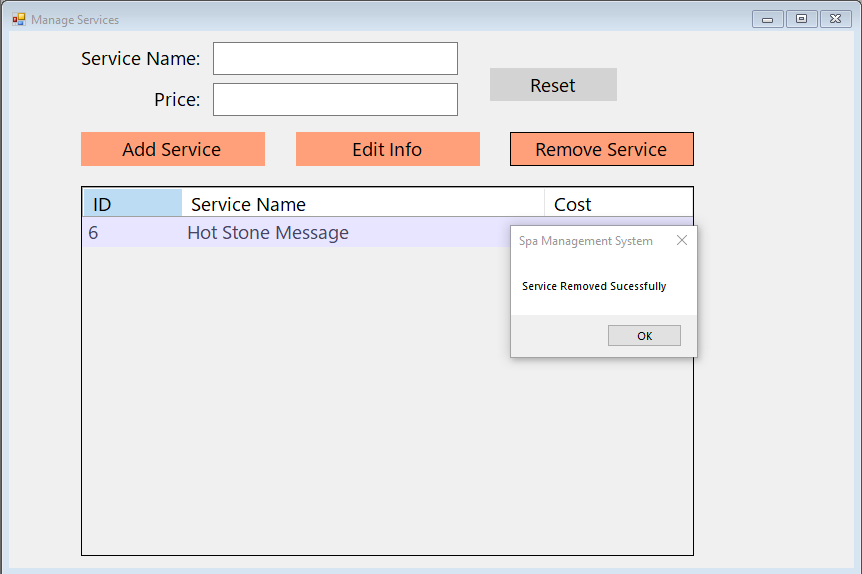 Manage Services
Service Name:
Price:
Reset
Add Service Edit Info Remove Service
ID Service Name Cost
6 Hot Stone Message
Spa Management System
Service Removed Sucessfully
OK